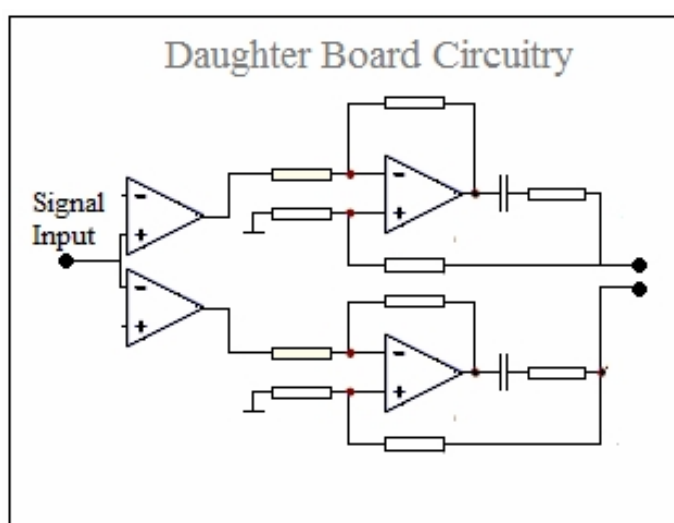 Daughter Board Circuitry
Signal
Input
-
+
-
+
-
+
-
+